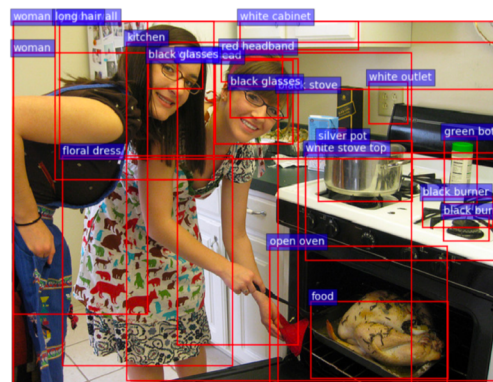 woman
long hair
all
white cabinet
woman
kitchen
red headband
black glasses
ead
black glasses
black stove
white outlet
silver pot
green bot
floral dress/
white stove top
black burner
black bur
open oven
food